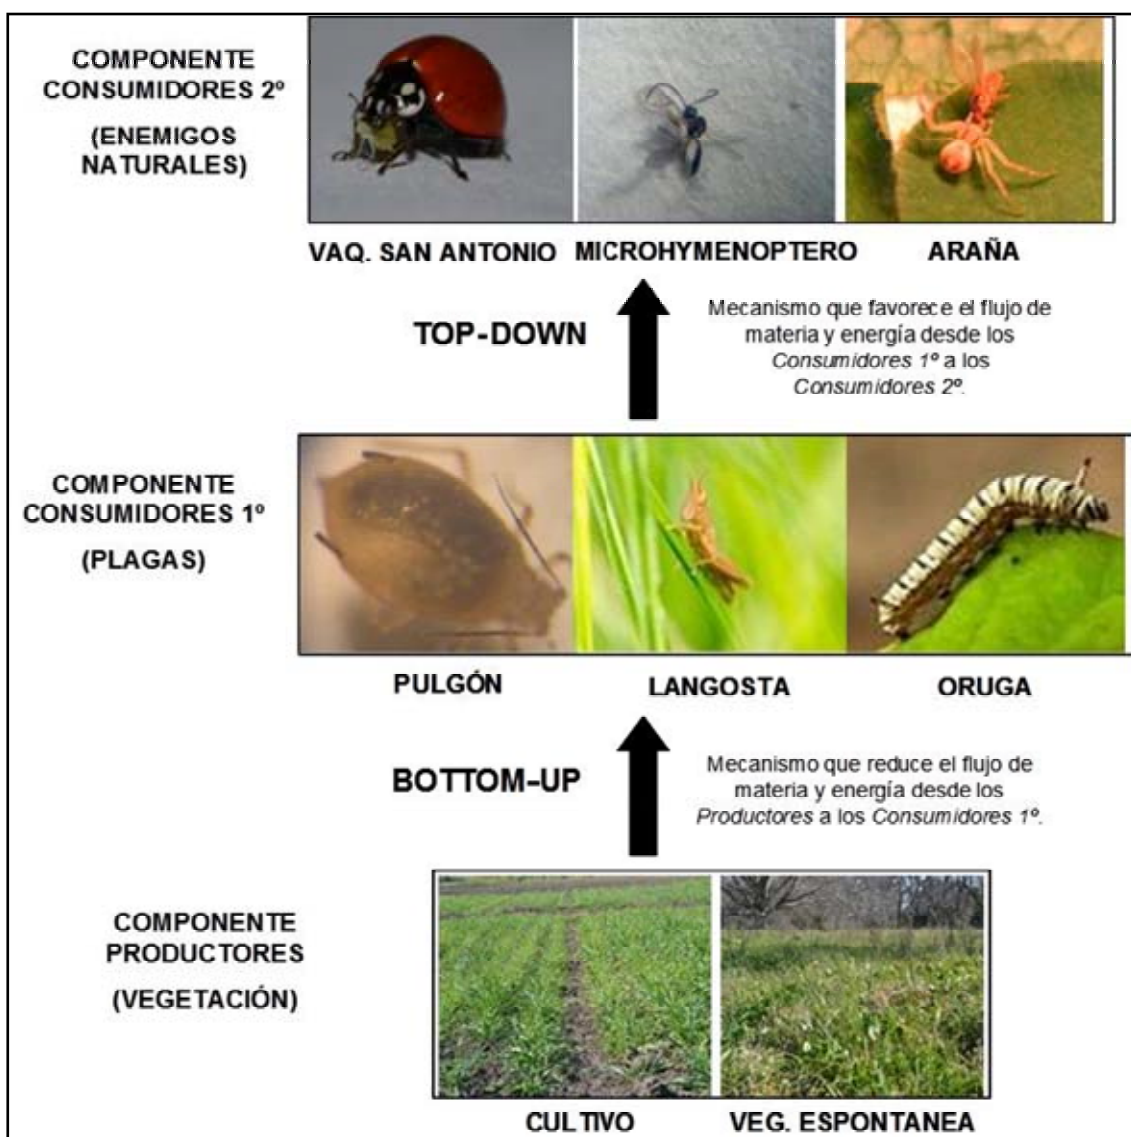 COMPONENTE
CONSUMIDORES 2º
(ENEMIGOS
NATURALES)
VAQ. SAN ANTONIO
MICROHYMENOPTERO
ARAÑA
TOP-DOWN
Mecanismo que favorece el flujo de
materia y energía desde los
Consumidores 1º a los
Consumidores 2º.
COMPONENTE
CONSUMIDORES 1º
(PLAGAS)
PULGÓN
LANGOSTA
ORUGA
BOTTOM-UP
Mecanismo que reduce el flujo de
materia y energía desde los
Productores a los Consumidores 1º.
COMPONENTE
PRODUCTORES
(VEGETACIÓN)
CULTIVO
VEG. ESPONTANEA